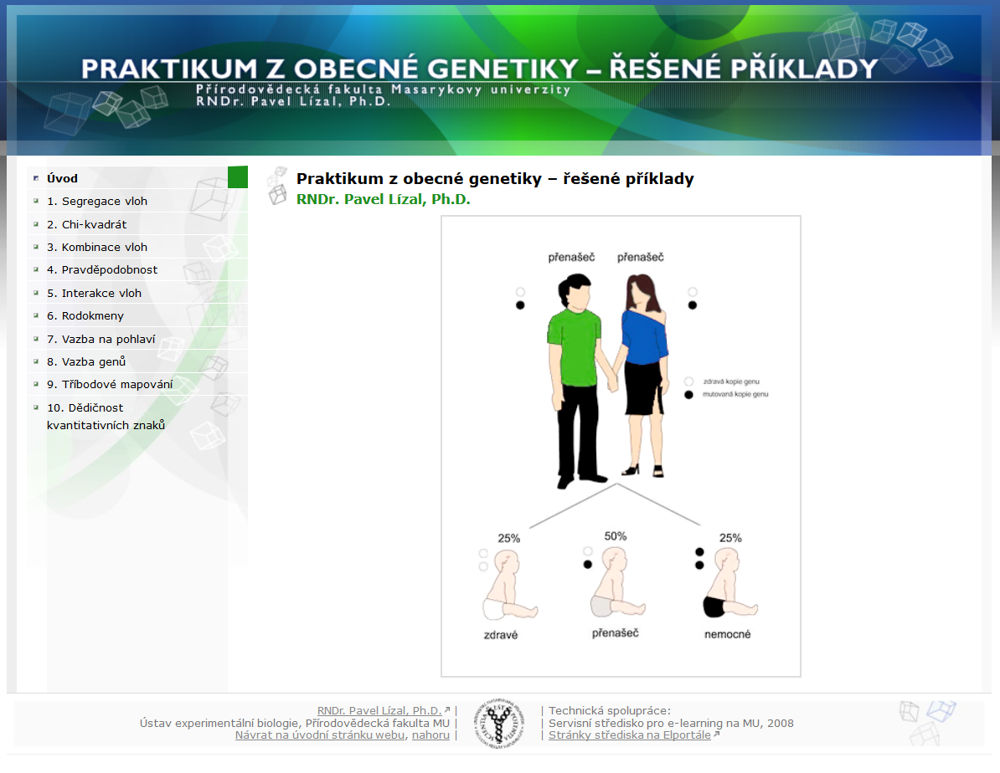 PRAKTIKUM Z OBECNÉ GENETIKY – ŘEŠENÉ PŘÍKLADY
Přírodovědecká fakulta Masarykovy univerzity
RNDr. Pavel Lízal, Ph.D.
Úvod
1. Segregace vloh
2. Chi-kvadrát
3. Kombinace vloh
4. Pravděpodobnost
5. Interakce vloh
6. Rodokmeny
7. Vazba na pohlaví
8. Vazba genů
9. Tříbodové mapování
10. Dědičnost
kvantitativních znaků
Praktikum z obecné genetiky – řešené příklady
RNDr. Pavel Lízal, Ph.D.
přenašeč přenašeč
zdravá kopie genu
mutovaná kopie genu
25% 50% 25%
zdravé přenašeč nemocné
RNDr. Pavel Lízal, Ph.D. |
Ústav experimentální biologie, Přírodovědecká fakulta MU |
Návrat na úvodní stránku webu, nahoru |
| Technická spolupráce:
| Servisní středisko pro e-learning na MU, 2008
| Stránky střediska na Elportále